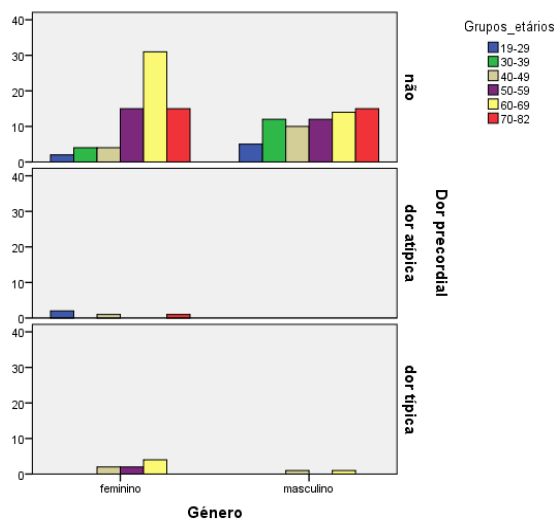 Grupos_etários
19-29
30-39
40-49
50-59
60-69
70-82
40
30
20
10
0
não
40
30
20
10
0
dor atípica
Dor precordial
40
30
20
10
0
dor típica
feminino
masculino
Género